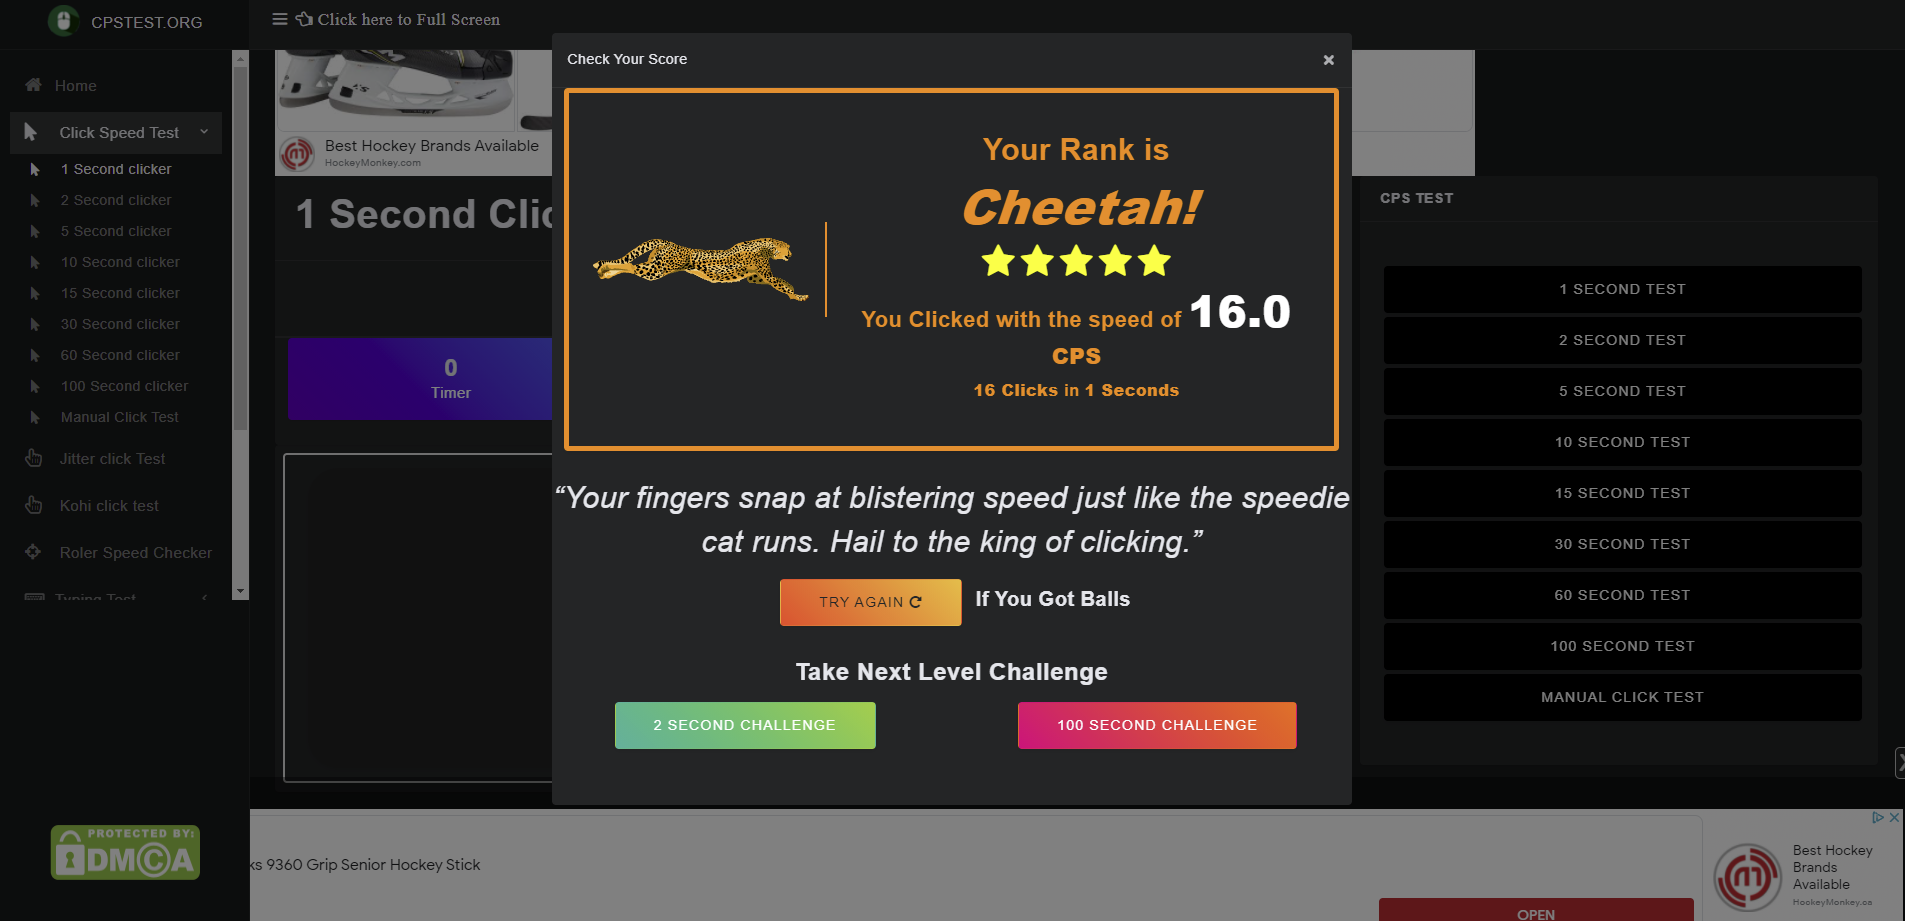 CPSTEST.ORG
Click here to Full Screen
Home
Click Speed Test
1 Second clicker
2 Second clicker
5 Second clicker
10 Second clicker
15 Second clicker
30 Second clicker
60 Second clicker
100 Second clicker
Manual Click Test
Jitter click Test
Kohi click test
Roler Speed Checker
Typing Test
PROTECTED BY:
DMCA
Best Hockey Brands Available
HockeyMonkey.com
1 Second Clic
0
Timer
Check Your Score
×
Your Rank is
Cheetah!
You Clicked with the speed of 16.0
CPS
16 Clicks in 1 Seconds
“Your fingers snap at blistering speed just like the speedie
cat runs. Hail to the king of clicking.”
TRY AGAIN If You Got Balls
Take Next Level Challenge
2 SECOND CHALLENGE
100 SECOND CHALLENGE
CPS TEST
1 SECOND TEST
2 SECOND TEST
5 SECOND TEST
10 SECOND TEST
15 SECOND TEST
30 SECOND TEST
60 SECOND TEST
100 SECOND TEST
MANUAL CLICK TEST
ks 9360 Grip Senior Hockey Stick
OPEN
Best Hockey
Brands
Available
HockeyMonkey.ca